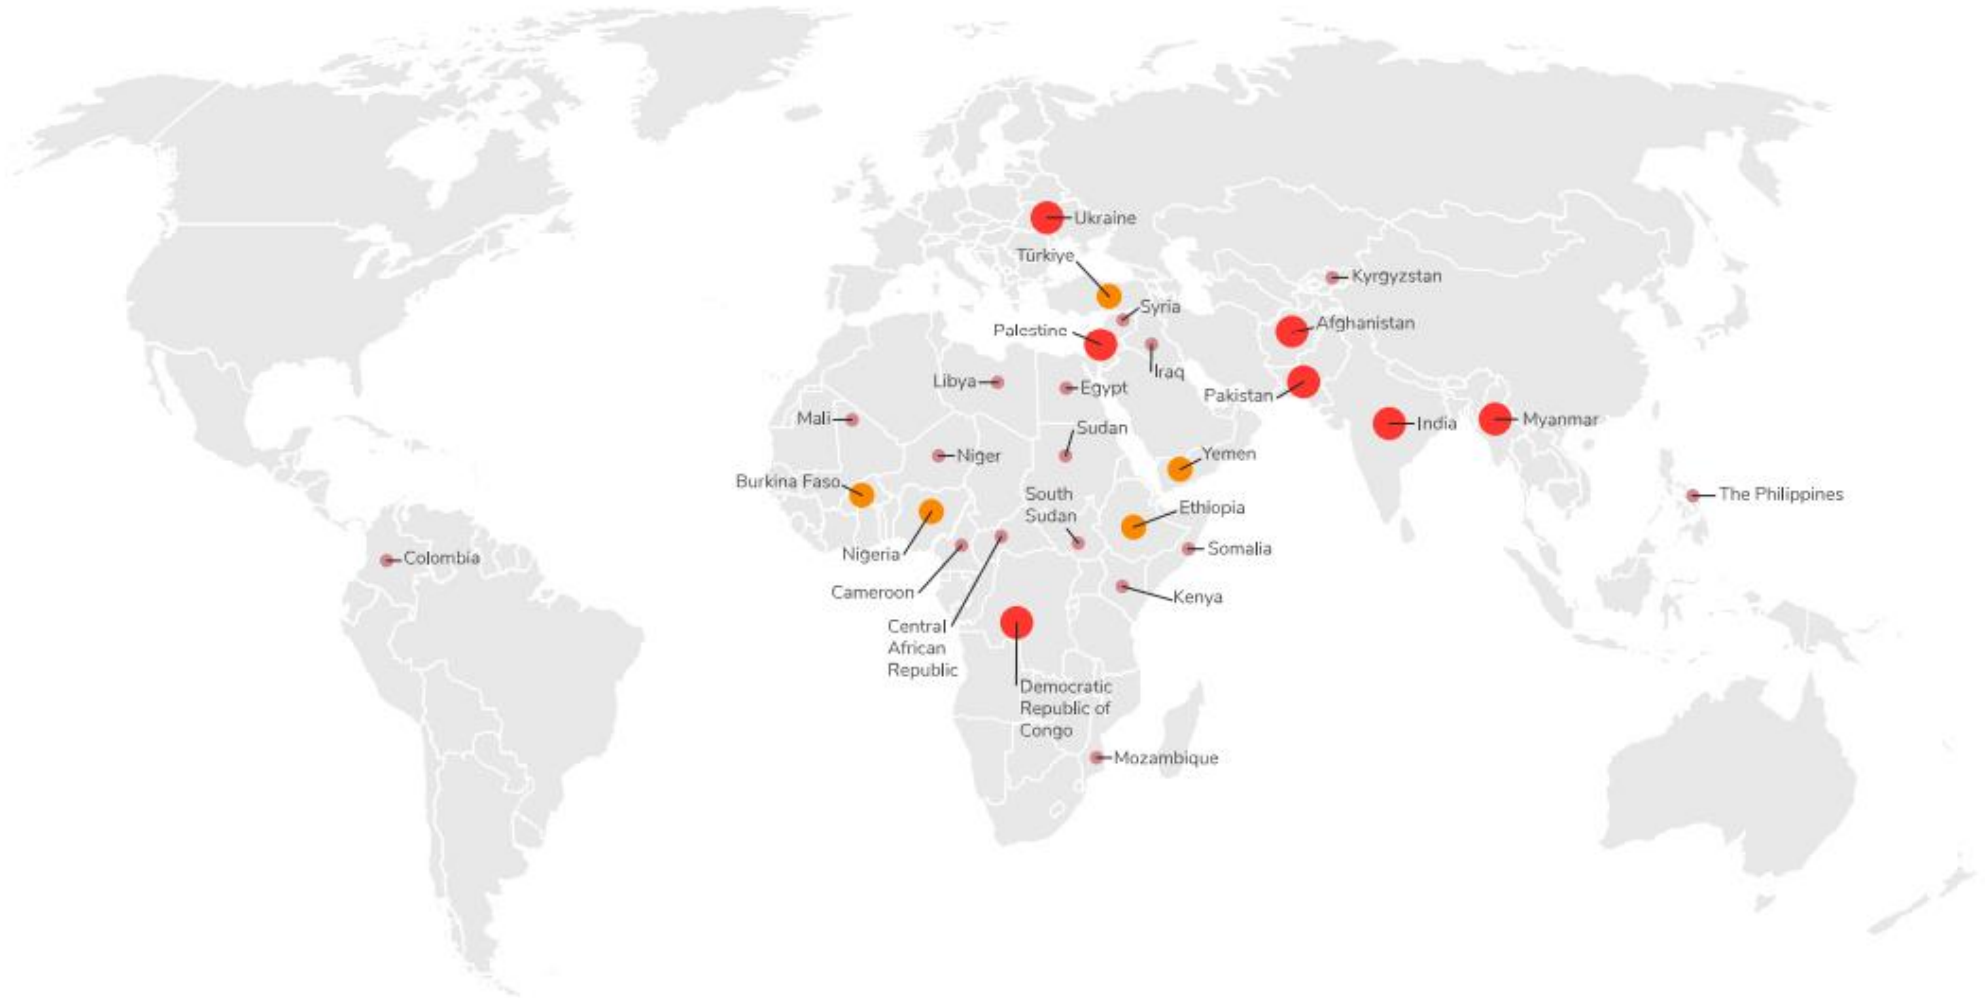 Ukraine
Türkiye
Kyrgyzstan
Syria
Afghanistan
Palestine
Iraq
Libya
Egypt
Pakistan
Mali
India
Myanmar
Sudan
Niger
Yemen
Burkina Faso
South
Sudan
The Philippines
Ethiopia
Nigeria
Somalia
Colombia
Cameroon
Kenya
Central
African
Republic
Democratic
Republic of
Congo
Mozambique